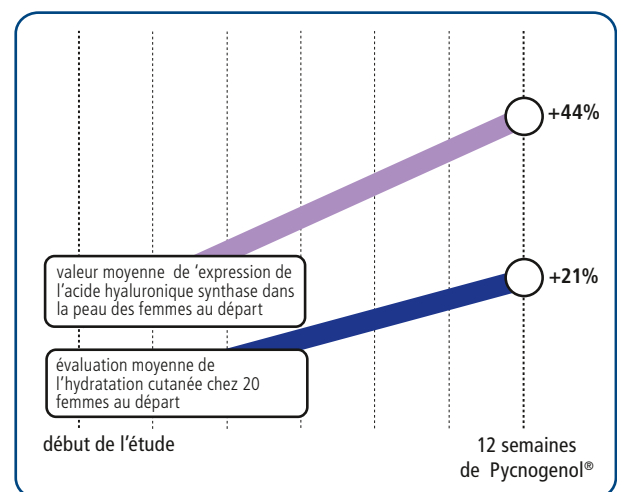 +44%
valeur moyenne de ‘expression de
l’acide hyaluronique synthase dans
la peau des femmes au départ
+21%
évaluation moyenne de
l’hydratation cutanée chez 20
femmes au départ
début de l’étude
12 semaines
de Pycnogenol®